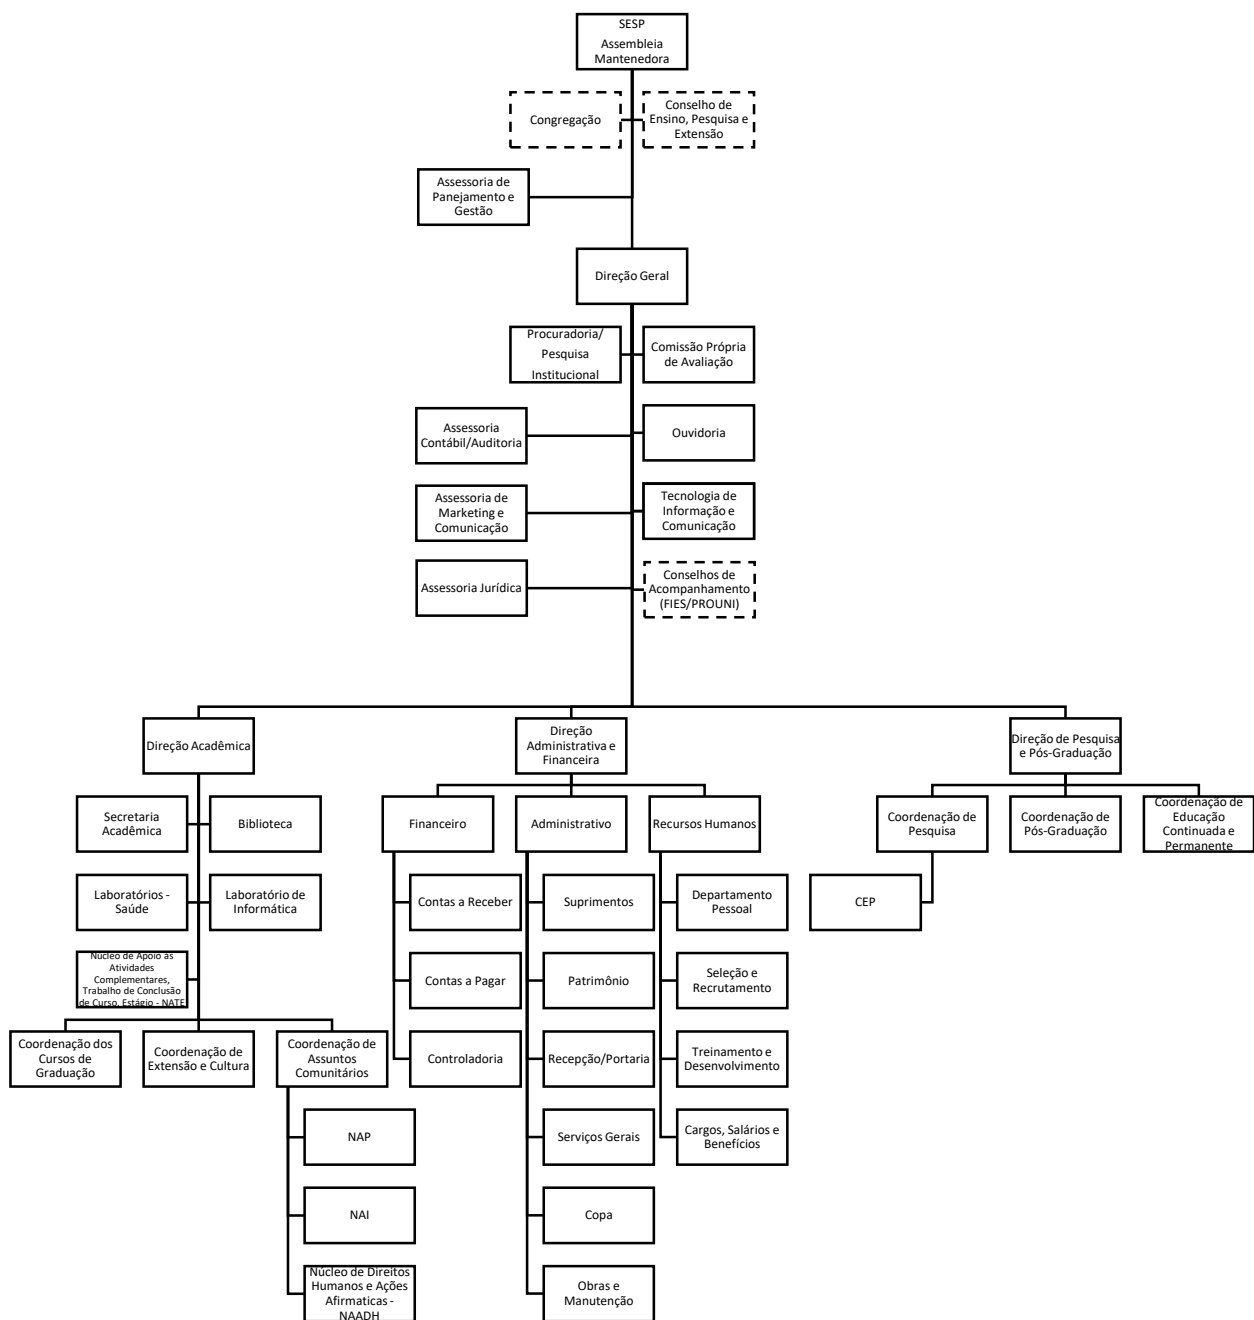 SESP
Assembleia
Mantenedora
Congregação
Conselho de
Ensino, Pesquisa e
Extensão
Assessoria de
Panejamento e
Gestão
Direção Geral
Procuradoria/
Pesquisa
Institucional
Comissão Própria
de Avaliação
Assessoria
Contábil/Auditoria
Ouvidoria
Assessoria de
Marketing e
Comunicação
Tecnologia de
Informação e
Comunicação
Assessoria Jurídica
Conselhos de
Acompanhamento
(FIES/PROUNI)
Direção Acadêmica
Direção
Administrativa e
Financeira
Direção de Pesquisa
e Pós-Graduação
Secretaria
Acadêmica
Biblioteca
Financeiro
Administrativo
Recursos Humanos
Coordenação de
Pesquisa
Coordenação de
Pós-Graduação
Coordenação de
Educação
Continuada e
Permanente
Laboratórios -
Saúde
Laboratório de
Informática
Contas a Receber
Suprimentos
Departamento
Pessoal
CEP
Núcleo de Apoio as
Atividades
Complementares,
Trabalho de Conclusão
de Curso, Estágio - NATE
Contas a Pagar
Patrimônio
Seleção e
Recrutamento
Coordenação dos
Cursos de
Graduação
Coordenação de
Extensão e Cultura
Coordenação de
Assuntos
Comunitários
Controladoria
Recepção/Portaria
Treinamento e
Desenvolvimento
NAP
Serviços Gerais
Cargos, Salários e
Benefícios
NAI
Copa
Núcleo de Direitos
Humanos e Ações
Afirmaticas -
NAADH
Obras e
Manutenção